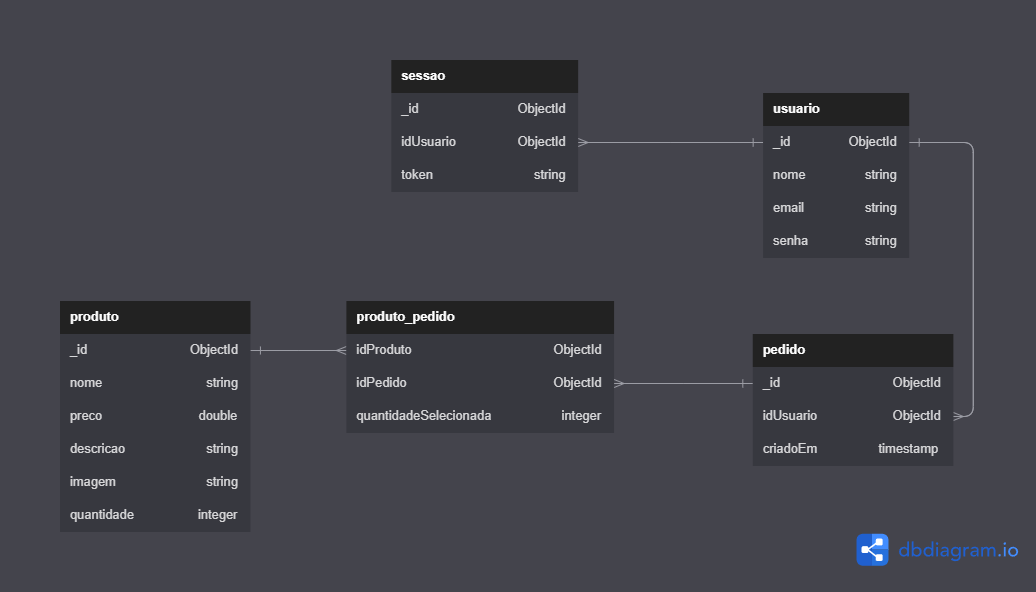 sessao
_id ObjectId
idUsuario ObjectId
token string
usuario
_id ObjectId
nome string
email string
senha string
produto
_id ObjectId
nome string
preco double
descricao string
imagem string
quantidade integer
produto_pedido
idProduto ObjectId
idPedido ObjectId
quantidadeSelecionada integer
pedido
_id ObjectId
idUsuario ObjectId
criadoEm timestamp
dbdiagram.io